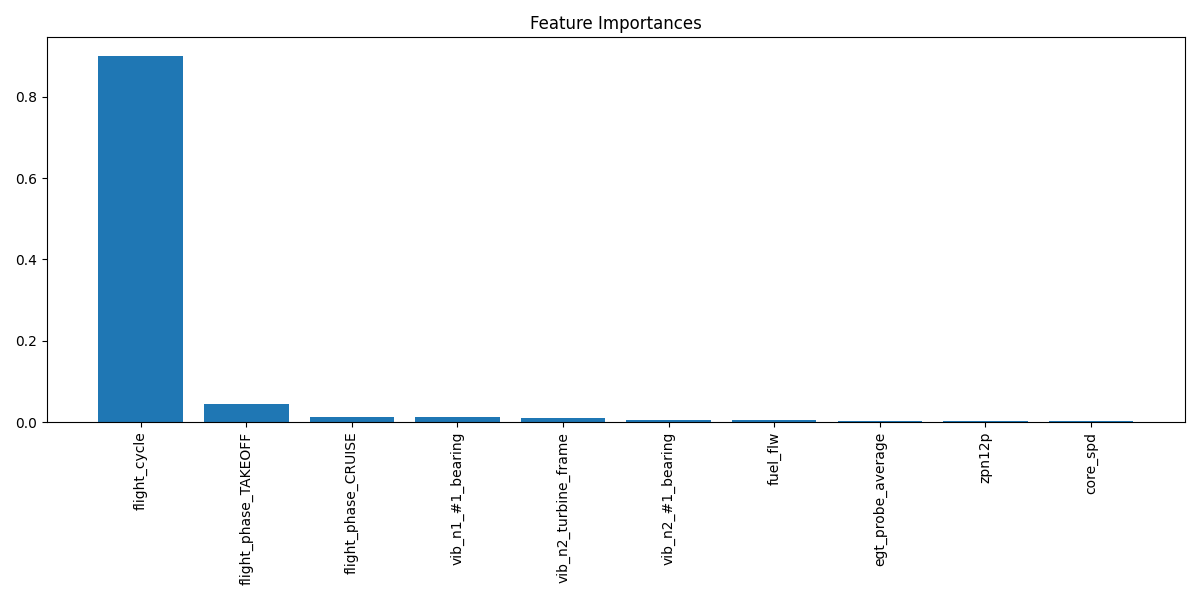 Feature Importances
0.8
0.6
0.4
0.2
0.0
flight_cycle
flight_phase_TAKEOFF
flight_phase_CRUISE
vib_n1_#1_bearing
vib_n2_turbine_frame
vib_n2_#1_bearing
fuel_flw
egt_probe_average
zpn12p
core_spd